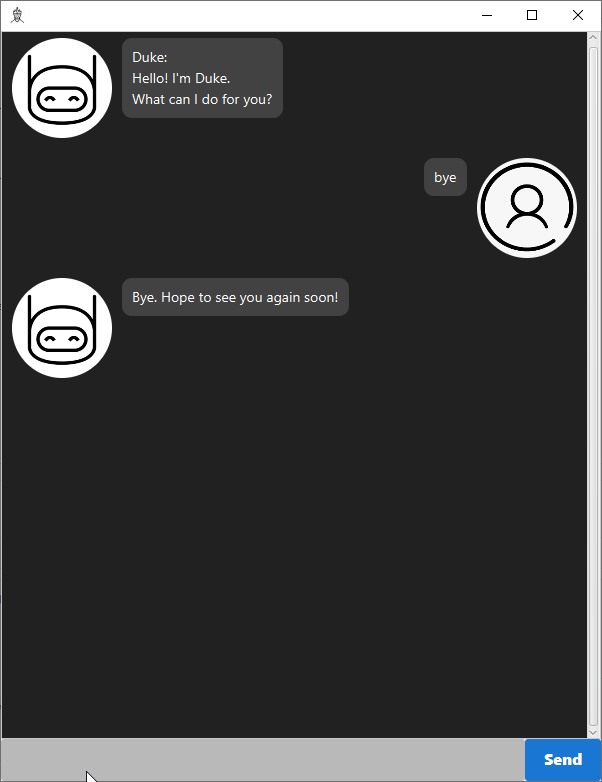 Duke:
Hello! I'm Duke.
What can I do for you?
bye
Bye. Hope to see you again soon!
Send